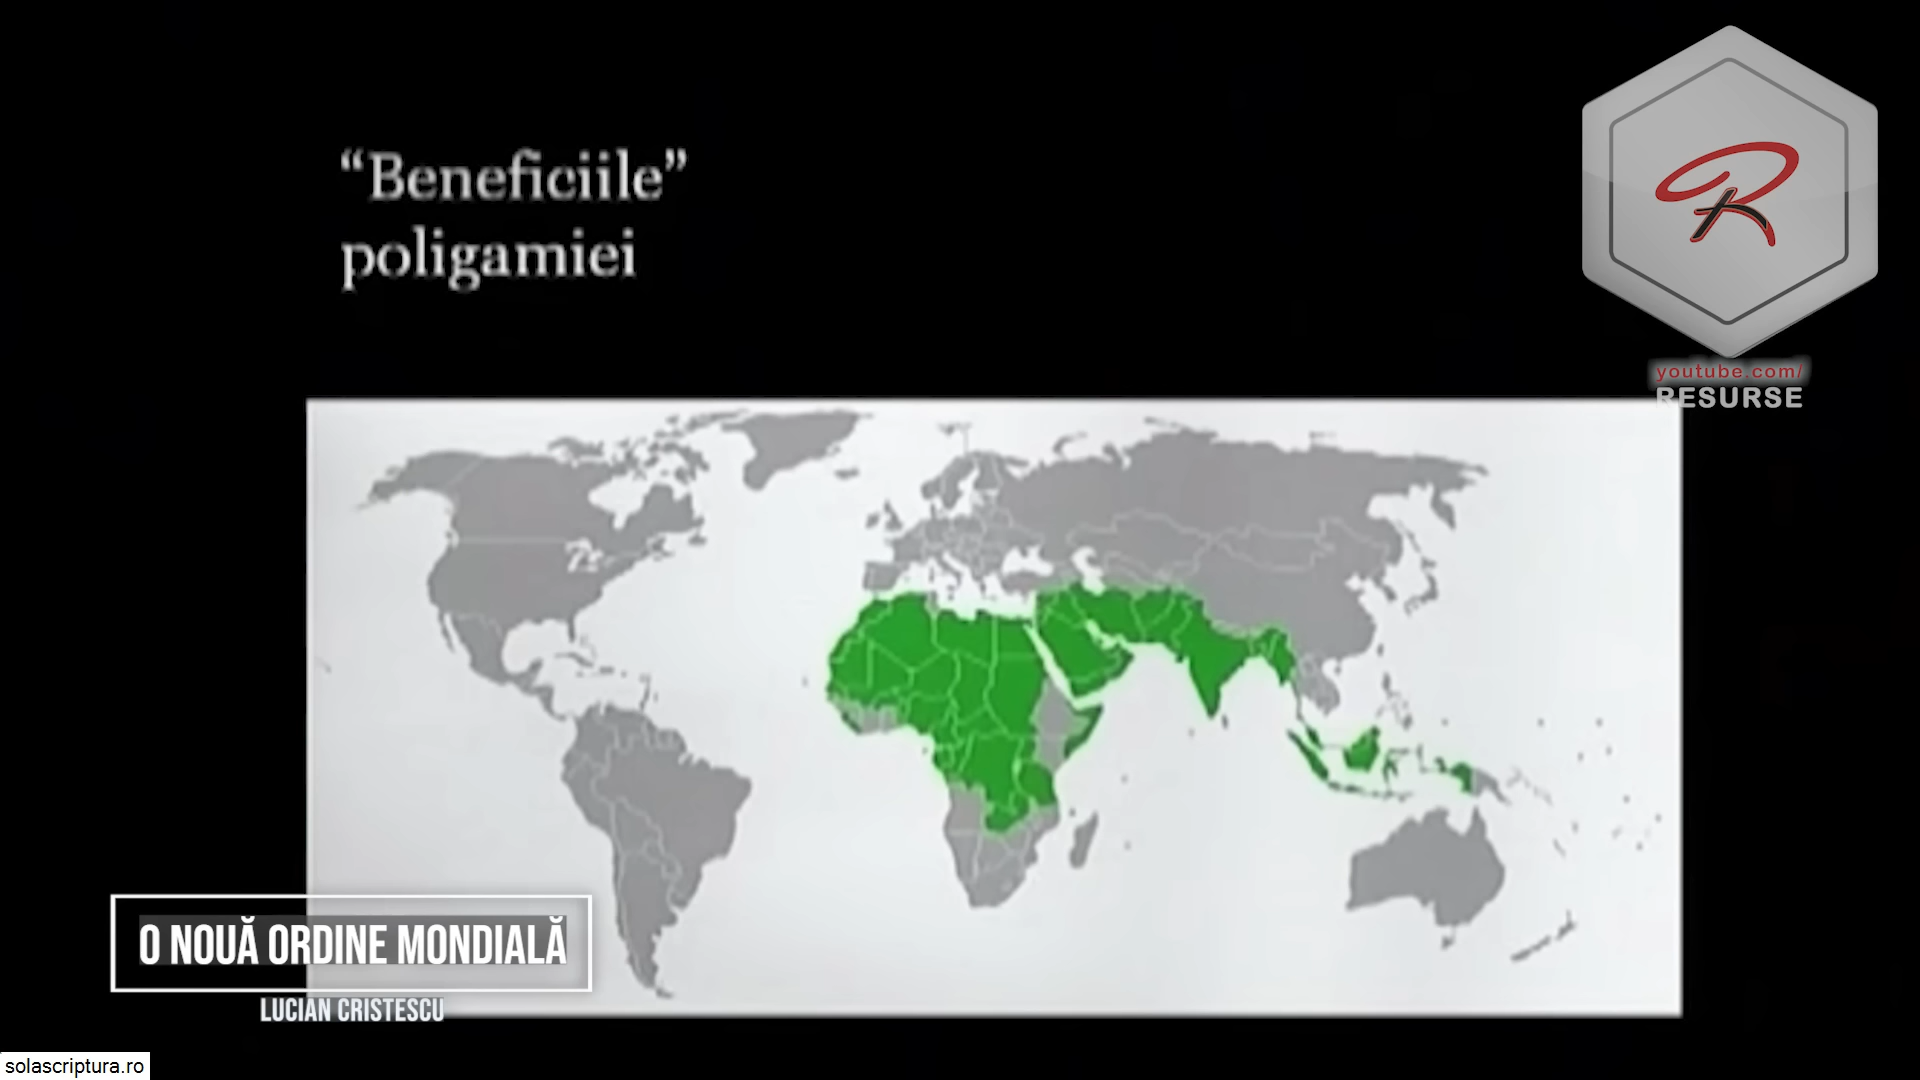 “Beneficiile”
poligamiei
youtube.com/
RESURSE
O NOUĂ ORDINE MONDIALĂ
LUCIAN CRISTESCU
solascriptura.ro